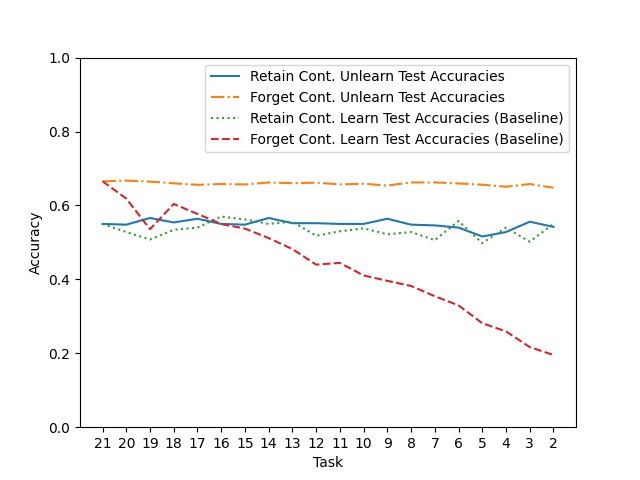 Retain Cont. Unlearn Test Accuracies
Forget Cont. Unlearn Test Accuracies
Retain Cont. Learn Test Accuracies (Baseline)
Forget Cont. Learn Test Accuracies (Baseline)
1.0
0.8
0.6
0.4
0.2
0.0
Accuracy
21 20 19 18 17 16 15 14 13 12 11 10 9 8 7 6 5 4 3 2
Task